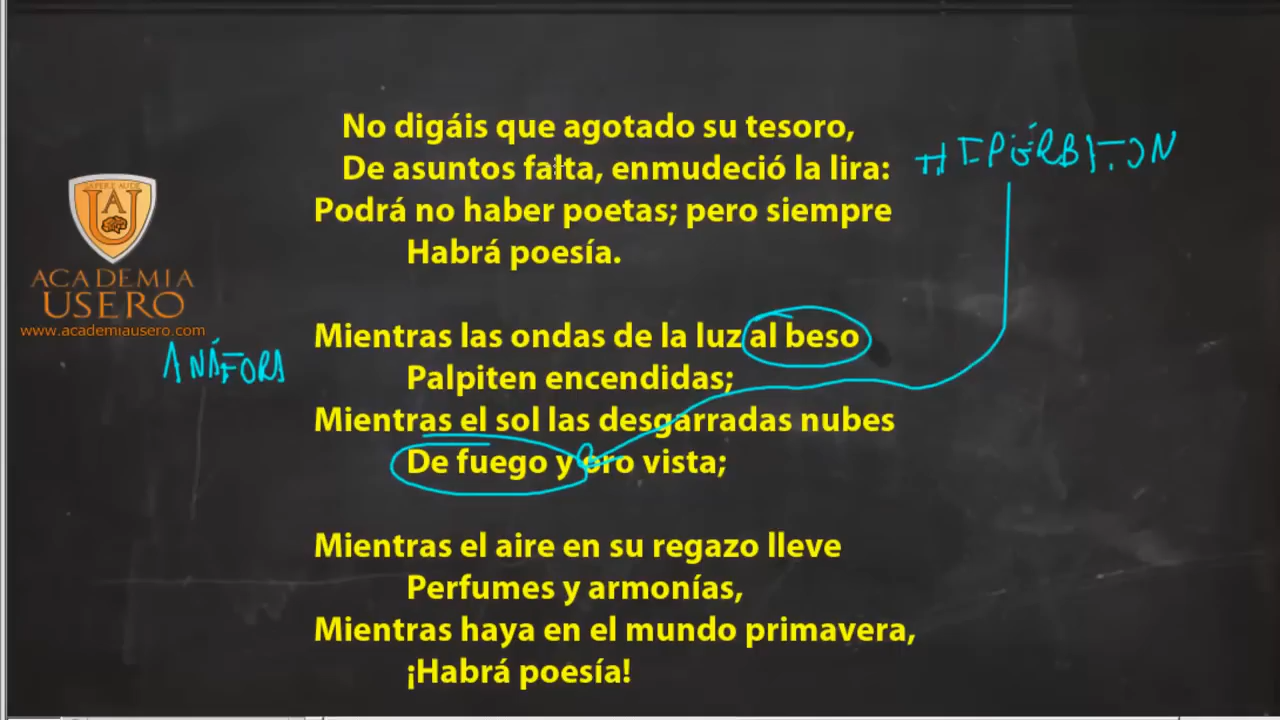 No digáis que agotado su tesoro,
De asuntos falta, enmudeció la lira:
Podrá no haber poetas; pero siempre
Habrá poesía.
HIPÉRBATON
SAPERE AUDE
UA
ACADEMIA
USERO
www.academiausero.com
ANÁFORA
Mientras las ondas de la luz al beso
Palpiten encendidas;
Mientras el sol las desgarradas nubes
De fuego y oro vista;
Mientras el aire en su regazo lleve
Perfumes y armonías,
Mientras haya en el mundo primavera,
¡Habrá poesía!